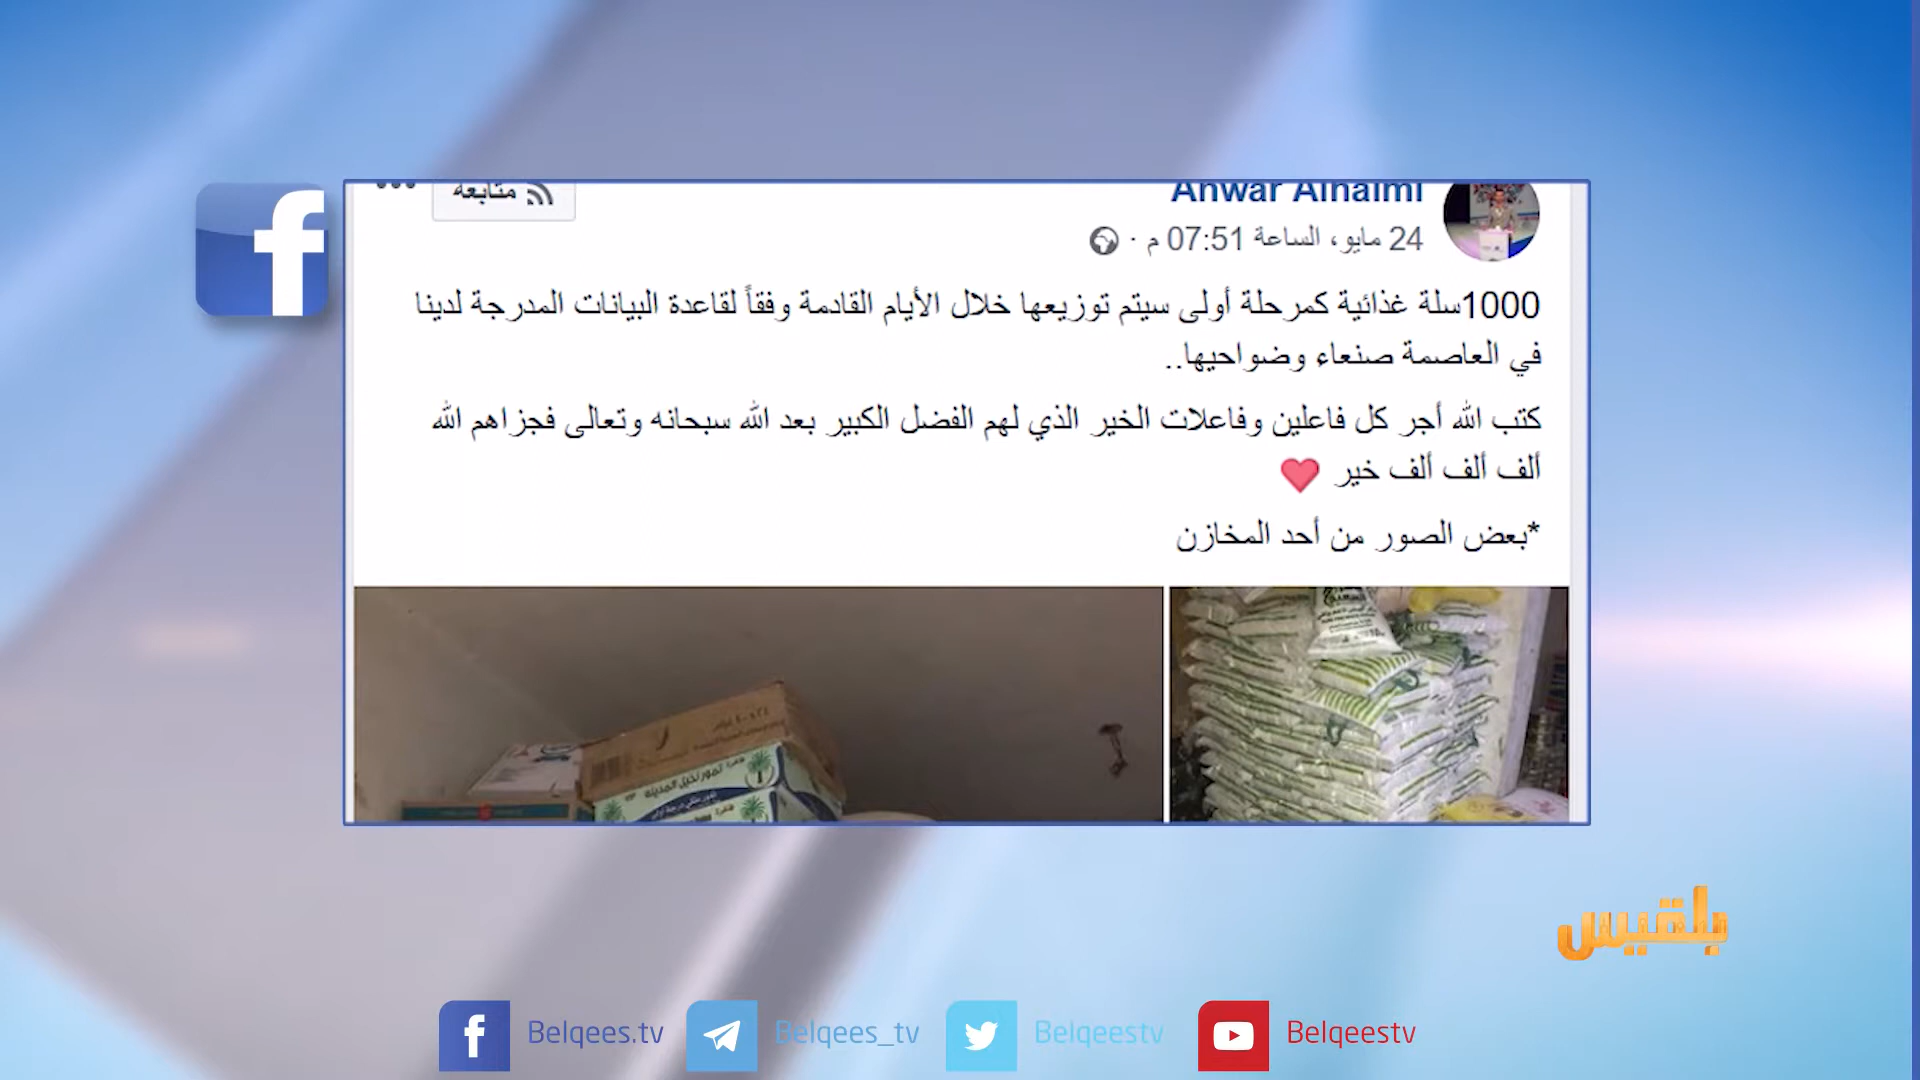 متابعة
Anwar Alhaimi
24 مايو، الساعة 07:51 م ·
1000سلة غذائية كمرحلة أولى سيتم توزيعها خلال الأيام القادمة وفقاً لقاعدة البيانات المدرجة لدينا
في العاصمة صنعاء وضواحيها..
كتب الله أجر كل فاعلين وفاعلات الخير الذي لهم الفضل الكبير بعد الله سبحانه وتعالى فجزاهم الله
ألف ألف ألف خير ❤
*بعض الصور من أحد المخازن
تمور نخيل المدينة
بلقيس
Belqees.tv
Belqees_tv
Belqeestv
Belqeestv